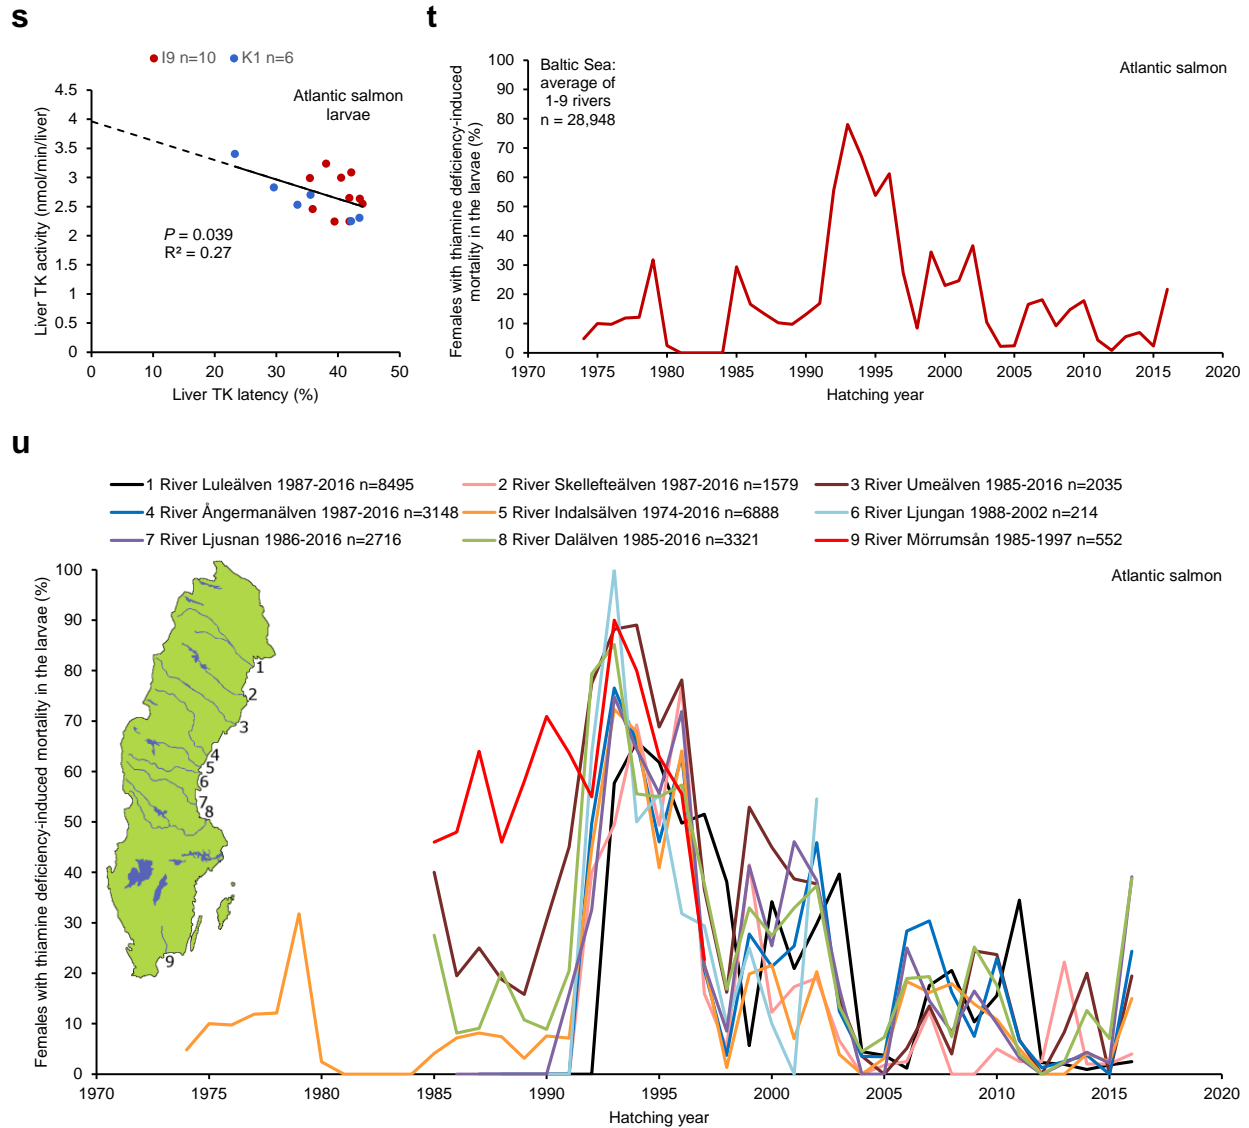 s
I9 n=10 K1 n=6
Atlantic salmon
larvae
Liver TK activity (nmol/min/liver)
4.5
4
3.5
3
2.5
2
1.5
1
0.5
0
P = 0.039
R² = 0.27
0 10 20 30 40 50
Liver TK latency (%)
t
Baltic Sea:
average of
1-9 rivers
n = 28,948
Atlantic salmon
Females with thiamine deficiency-induced
mortality in the larvae (%)
100
90
80
70
60
50
40
30
20
10
0
1970 1975 1980 1985 1990 1995 2000 2005 2010 2015 2020
Hatching year
u
1 River Luleälven 1987-2016 n=8495 2 River Skellefteälven 1987-2016 n=1579 3 River Umeälven 1985-2016 n=2035
4 River Ångermanälven 1987-2016 n=3148 5 River Indalsälven 1974-2016 n=6888 6 River Ljungan 1988-2002 n=214
7 River Ljusnan 1986-2016 n=2716 8 River Dalälven 1985-2016 n=3321 9 River Mörrumsån 1985-1997 n=552
Atlantic salmon
Females with thiamine deficiency-induced mortality in the larvae (%)
100
90
80
70
60
50
40
30
20
10
0
1
2
3
4
5
6
7
8
9
1970 1975 1980 1985 1990 1995 2000 2005 2010 2015 2020
Hatching year